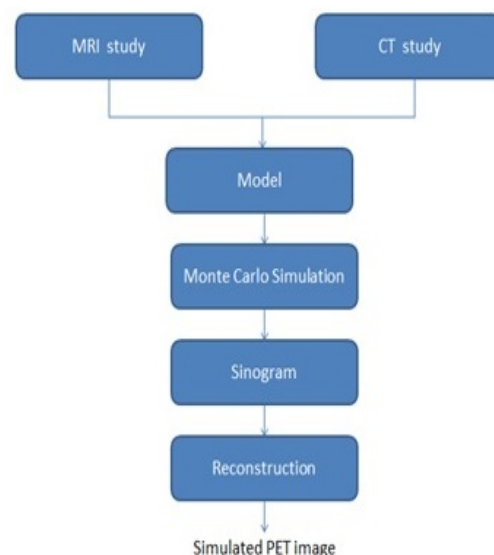 MRI study
CT study
Model
Monte Carlo Simulation
Sinogram
Reconstruction
Simulated PET image